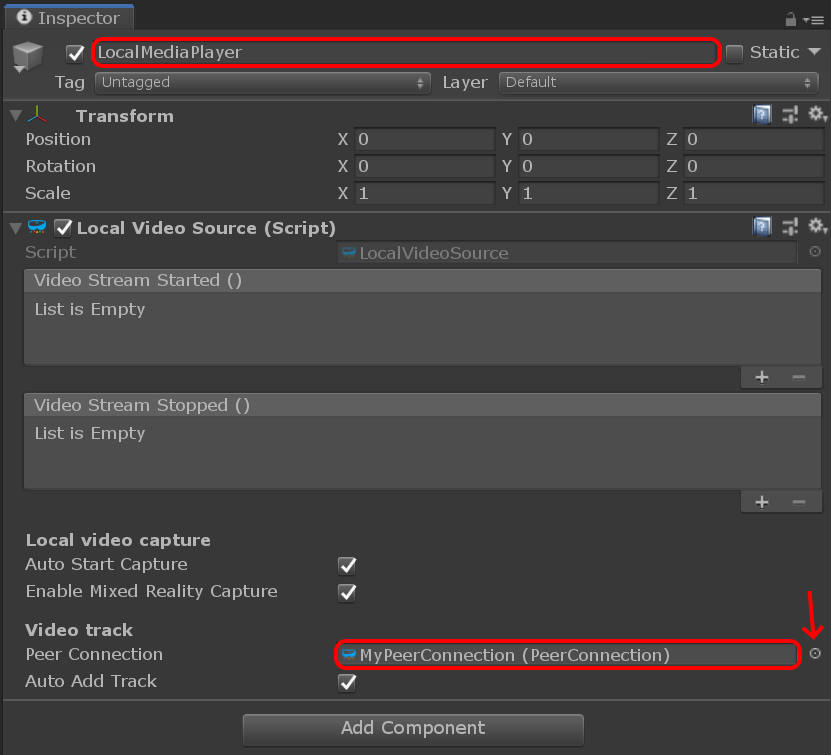 Inspector
LocalMediaPlayer
Static
Tag Untagged Layer Default
Transform
Position X 0 Y 0 Z 0
Rotation X 0 Y 0 Z 0
Scale X 1 Y 1 Z 1
Local Video Source (Script)
Script LocalVideoSource
Video Stream Started ()
List is Empty
+ −
Video Stream Stopped ()
List is Empty
+ −
Local video capture
Auto Start Capture
Enable Mixed Reality Capture
Video track
Peer Connection MyPeerConnection (PeerConnection)
Auto Add Track
Add Component